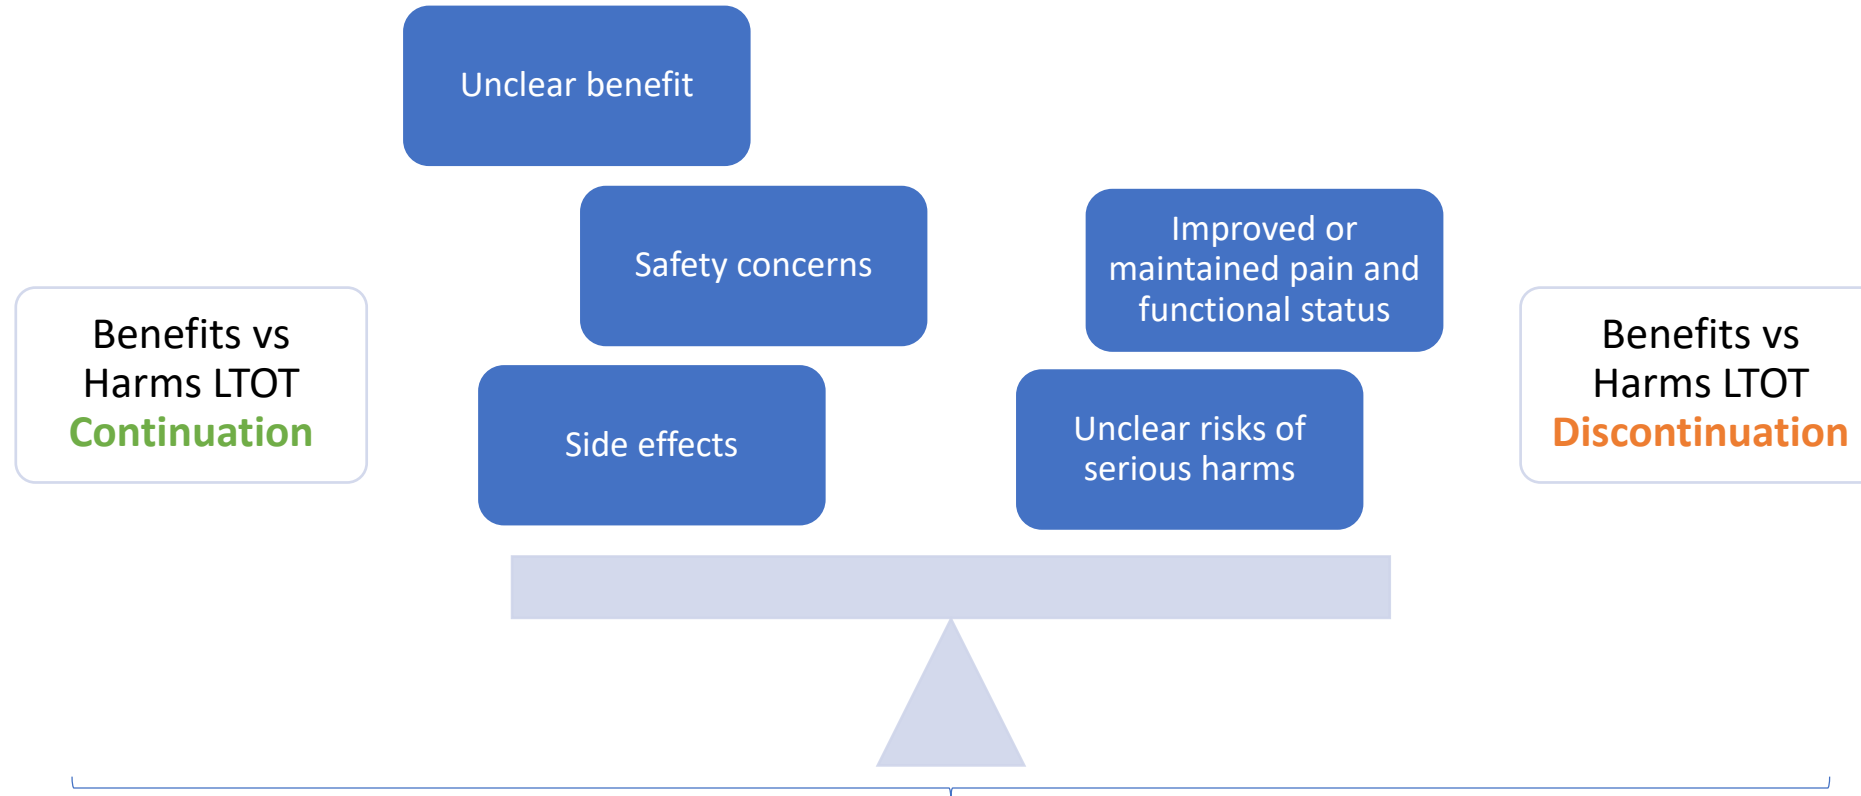 Unclear benefit
Safety concerns
Side effects
Improved or
maintained pain and
functional status
Unclear risks of
serious harms
Benefits vs
Harms LTOT
Continuation
Benefits vs
Harms LTOT
Discontinuation